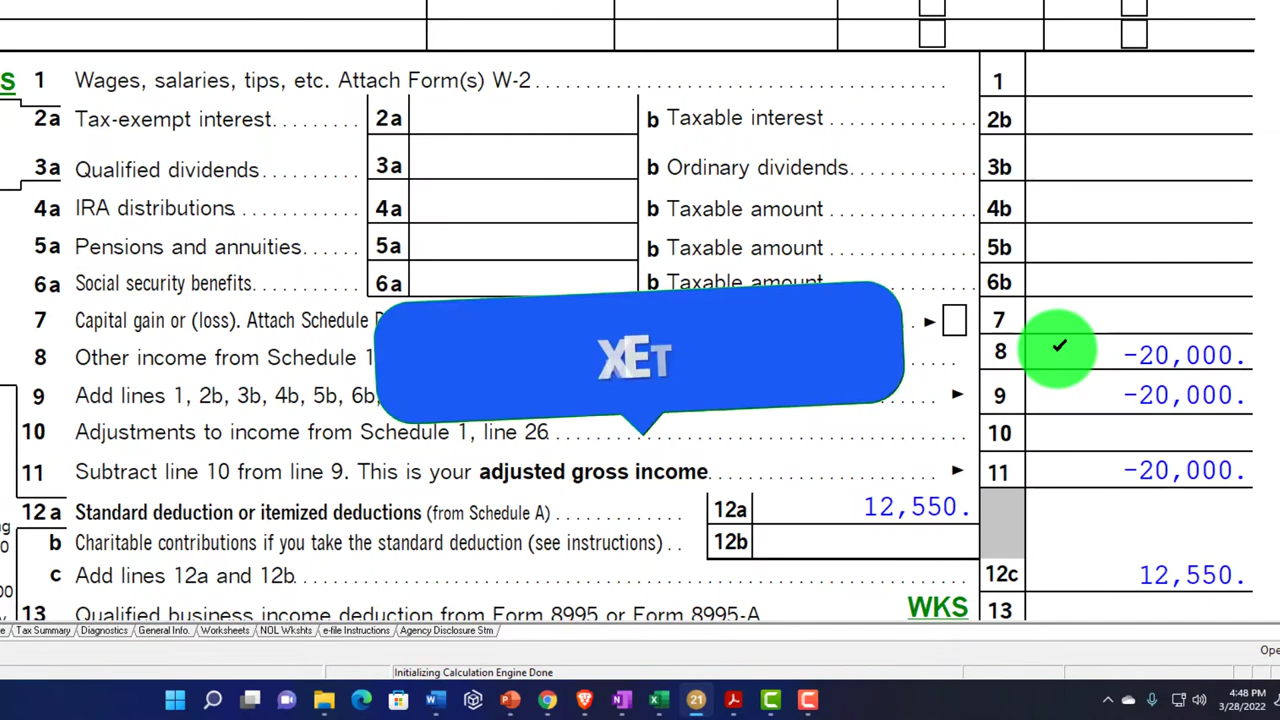 S 1 Wages, salaries, tips, etc. Attach Form(s) W-2 1
2a Tax-exempt interest 2a b Taxable interest 2b
3a Qualified dividends 3a b Ordinary dividends 3b
4a IRA distributions 4a b Taxable amount 4b
5a Pensions and annuities 5a b Taxable amount 5b
6a Social security benefits 6a b Taxable amount 6b
7 Capital gain or (loss). Attach Schedule 7
8 Other income from Schedule 1 8 -20,000.
XET
9 Add lines 1, 2b, 3b, 4b, 5b, 6b, 9 -20,000.
10 Adjustments to income from Schedule 1, line 26 10
11 Subtract line 10 from line 9. This is your adjusted gross income 11 -20,000.
12a Standard deduction or itemized deductions (from Schedule A) 12a 12,550.
b Charitable contributions if you take the standard deduction (see instructions) 12b
c Add lines 12a and 12b 12c 12,550.
13 Qualified business income deduction from Form 8995 or Form 8995-A WKS 13
Tax Summary Diagnostics General Info. Worksheets NOL Wkshts e-file Instructions Agency Disclosure Stm
Initializing Calculation Engine Done
21
4:48 PM
3/28/2022